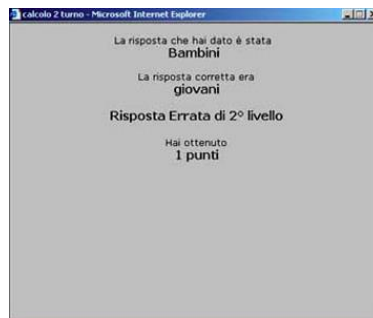 calcolo 2 turno - Microsoft Internet Explorer
La risposta che hai dato è stata
Bambini
La risposta corretta era
giovani
Risposta Errata di 2° livello
Hai ottenuto
1 punti